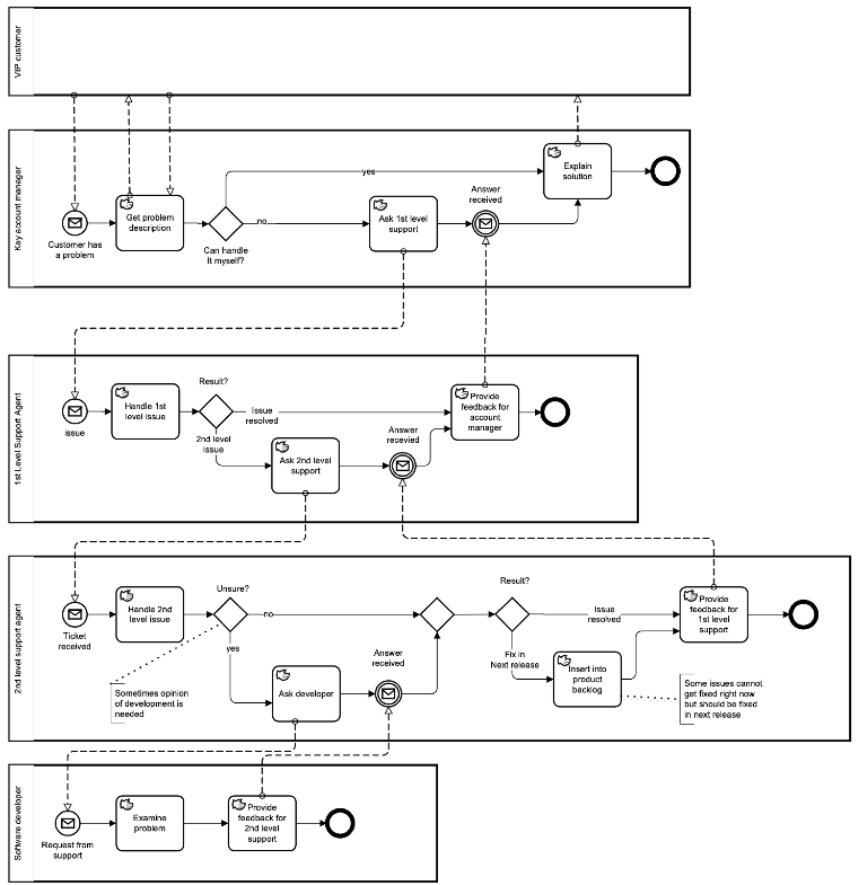 VIP customer
Key account manager
Customer has
a problem
Get problem
description
Can handle
It myself?
yes
no
Ask 1st level
support
Answer
received
Explain
solution
1st Level Support Agent
issue
Handle 1st
level issue
Result?
Issue
resolved
2nd level
Issue
Ask 2nd level
support
Answer
recevied
Provide
feedback for
account
manager
2nd level support agent
Ticket
received
Handle 2nd
level issue
Unsure?
no
yes
Sometimes opinion
of development is
needed
Ask developer
Answer
received
Result?
Issue
resolved
Fix in
Next release
Insert into
product
backlog
Provide
feedback for
1st level
support
Some issues cannot
get fixed right now
but should be fixed
in next release
Software developer
Request from
support
Examine
problem
Provide
feedback for
2nd level
support